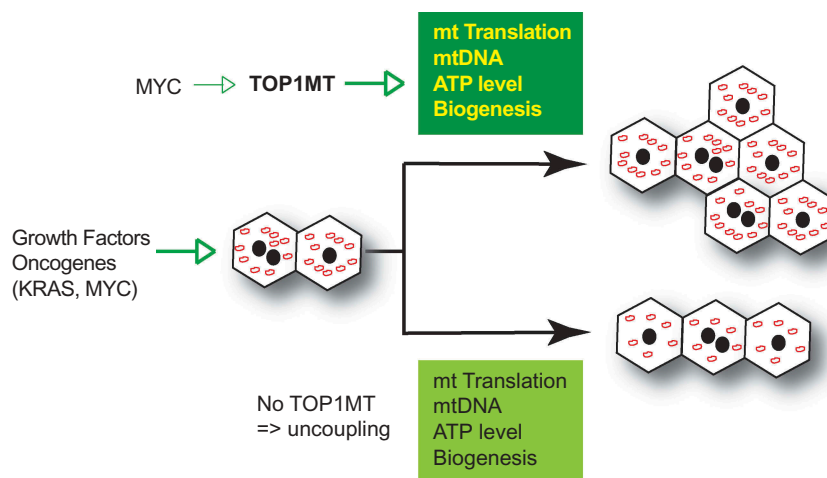 mt Translation
mtDNA
ATP level
Biogenesis
MYC
TOP1MT
Growth Factors
Oncogenes
(KRAS, MYC)
No TOP1MT
=> uncoupling
mt Translation
mtDNA
ATP level
Biogenesis